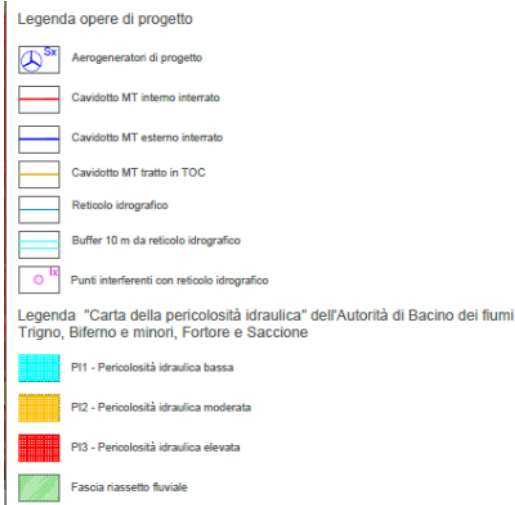 Legenda opere di progetto
Sx
Aerogeneratori di progetto
Cavidotto MT interno interrato
Cavidotto MT esterno interrato
Cavidotto MT tratto in TOC
Reticolo idrografico
Buffer 10 m da reticolo idrografico
Ix
Punti interferenti con reticolo idrografico
Legenda "Carta della pericolosità idraulica" dell'Autorità di Bacino dei fiumi
Trigno, Biferno e minori, Fortore e Saccione
PI1 - Pericolosità idraulica bassa
PI2 - Pericolosità idraulica moderata
PI3 - Pericolosità idraulica elevata
Fascia riassetto fluviale